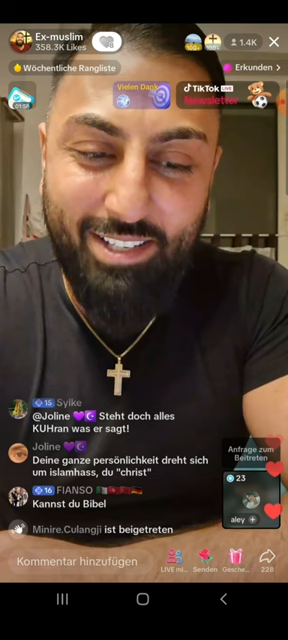 Ex-muslim
358.3K Likes
1.4K
Wöchentliche Rangliste
Erkunden >
Vielen Dank
TikTok LIVE
Newsletter
01:58
15 Sylke
@Joline 💜☪️ Steht doch alles
KUHran was er sagt!
Joline 💜☪️
Deine ganze persönlichkeit dreht sich
um islamhass, du "christ"
16 FIANSO
Kannst du Bibel
Minire.Culangji ist beigetreten
Anfrage zum
Beitreten
23
aley +
Kommentar hinzufügen
LIVE mi...
Senden
Gesche...
228